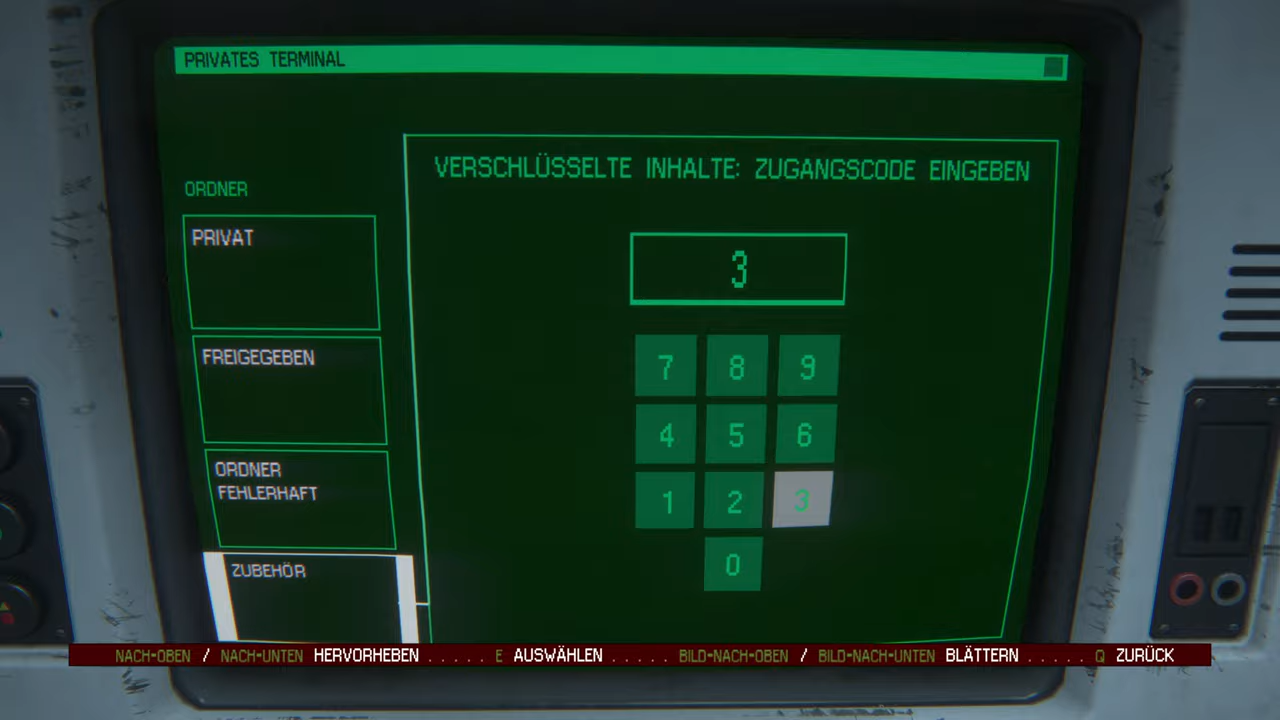 PRIVATES TERMINAL
ORDNER
PRIVAT
FREIGEGEBEN
ORDNER
FEHLERHAFT
ZUBEHÖR
VERSCHLÜSSELTE INHALTE: ZUGANGSCODE EINGEBEN
3
7 8 9
4 5 6
1 2 3
0
NACH-OBEN / NACH-UNTEN HERVORHEBEN ..... E AUSWÄHLEN ..... BILD-NACH-OBEN / BILD-NACH-UNTEN BLÄTTERN ..... Q ZURÜCK